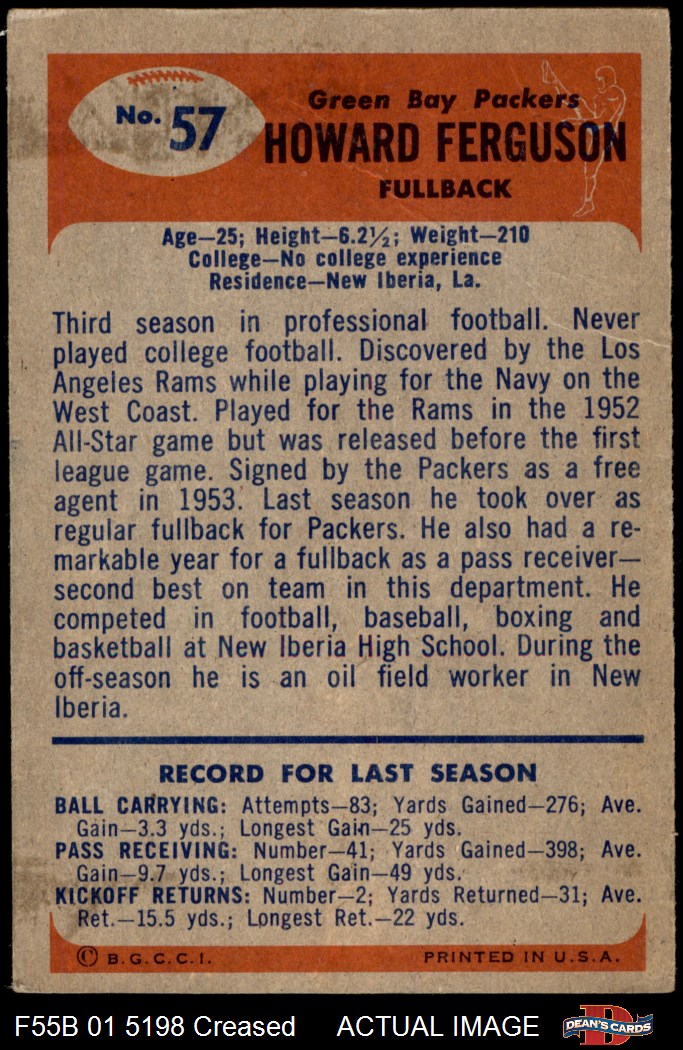 No. 57
Green Bay Packers
HOWARD FERGUSON
FULLBACK
Age—25; Height—6.2½; Weight—210
College—No college experience
Residence—New Iberia, La.
Third season in professional football. Never
played college football. Discovered by the Los
Angeles Rams while playing for the Navy on the
West Coast. Played for the Rams in the 1952
All-Star game but was released before the first
league game. Signed by the Packers as a free
agent in 1953. Last season he took over as
regular fullback for Packers. He also had a re-
markable year for a fullback as a pass receiver—
second best on team in this department. He
competed in football, baseball, boxing and
basketball at New Iberia High School. During the
off-season he is an oil field worker in New
Iberia.
RECORD FOR LAST SEASON
BALL CARRYING: Attempts—83; Yards Gained—276; Ave.
Gain—3.3 yds.; Longest Gain—25 yds.
PASS RECEIVING: Number—41; Yards Gained—398; Ave.
Gain—9.7 yds.; Longest Gain—49 yds.
KICKOFF RETURNS: Number—2; Yards Returned—31; Ave.
Ret.—15.5 yds.; Longest Ret.—22 yds.
© B.G.C.C.I. PRINTED IN U.S.A.
F55B 01 5198 Creased ACTUAL IMAGE D DEAN'S CARDS